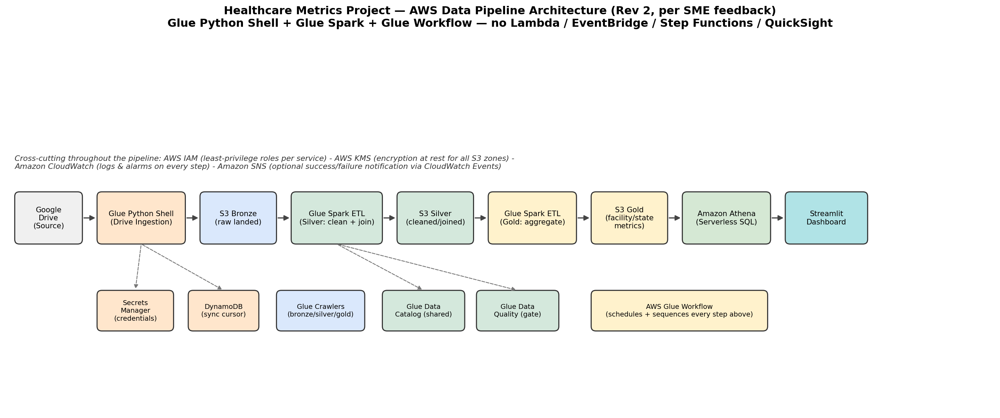 Healthcare Metrics Project — AWS Data Pipeline Architecture (Rev 2, per SME feedback)
Glue Python Shell + Glue Spark + Glue Workflow — no Lambda / EventBridge / Step Functions / QuickSight
Cross-cutting throughout the pipeline: AWS IAM (least-privilege roles per service) - AWS KMS (encryption at rest for all S3 zones) -
Amazon CloudWatch (logs & alarms on every step) - Amazon SNS (optional success/failure notification via CloudWatch Events)
Google
Drive
(Source)
Glue Python Shell
(Drive Ingestion)
S3 Bronze
(raw landed)
Glue Spark ETL
(Silver: clean + join)
S3 Silver
(cleaned/joined)
Glue Spark ETL
(Gold: aggregate)
S3 Gold
(facility/state
metrics)
Amazon Athena
(Serverless SQL)
Streamlit
Dashboard
Secrets
Manager
(credentials)
DynamoDB
(sync cursor)
Glue Crawlers
(bronze/silver/gold)
Glue Data
Catalog (shared)
Glue Data
Quality (gate)
AWS Glue Workflow
(schedules + sequences every step above)